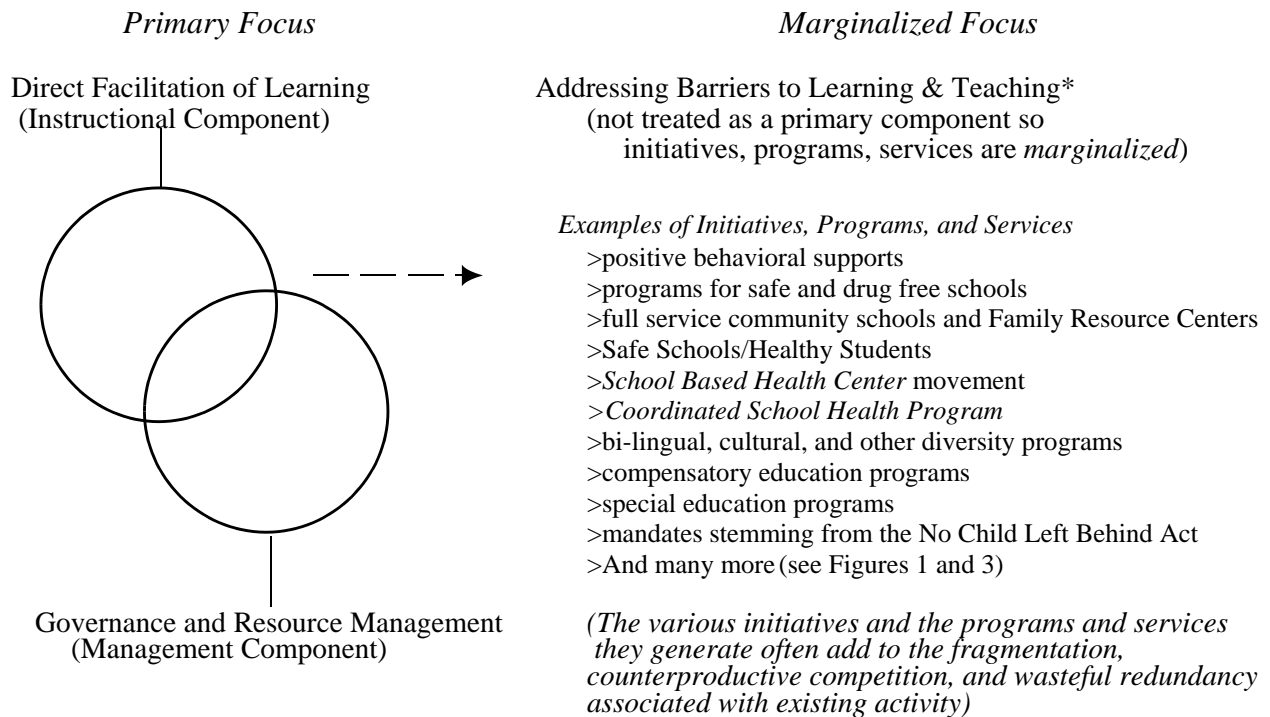 Primary Focus
Marginalized Focus
Direct Facilitation of Learning
(Instructional Component)
Addressing Barriers to Learning & Teaching*
(not treated as a primary component so
initiatives, programs, services are marginalized)
Examples of Initiatives, Programs, and Services
>positive behavioral supports
>programs for safe and drug free schools
>full service community schools and Family Resource Centers
>Safe Schools/Healthy Students
>School Based Health Center movement
>Coordinated School Health Program
>bi-lingual, cultural, and other diversity programs
>compensatory education programs
>special education programs
>mandates stemming from the No Child Left Behind Act
>And many more (see Figures 1 and 3)
Governance and Resource Management
(Management Component)
(The various initiatives and the programs and services
they generate often add to the fragmentation,
counterproductive competition, and wasteful redundancy
associated with existing activity)